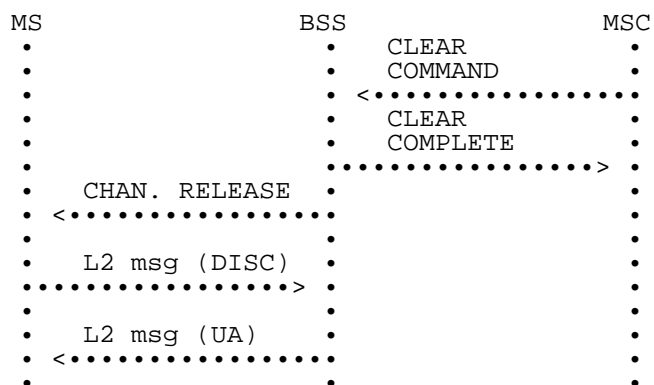 MS BSS MSC
CLEAR
COMMAND
CLEAR
COMPLETE
CHAN. RELEASE
L2 msg (DISC)
L2 msg (UA)